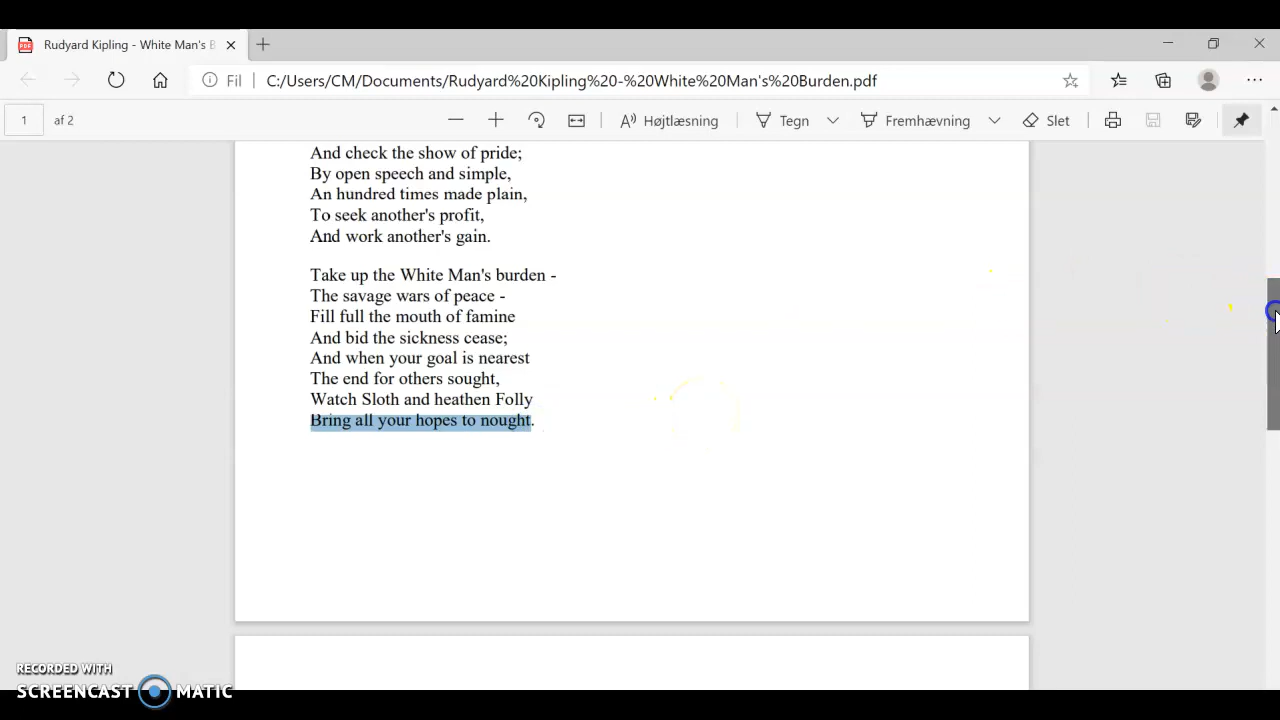 Rudyard Kipling - White Man's B
Fil C:/Users/CM/Documents/Rudyard%20Kipling%20-%20White%20Man's%20Burden.pdf
1 af 2 Højtlæsning Tegn Fremhævning Slet
And check the show of pride;
By open speech and simple,
An hundred times made plain,
To seek another's profit,
And work another's gain.
Take up the White Man's burden -
The savage wars of peace -
Fill full the mouth of famine
And bid the sickness cease;
And when your goal is nearest
The end for others sought,
Watch Sloth and heathen Folly
Bring all your hopes to nought.
RECORDED WITH
SCREENCAST MATIC